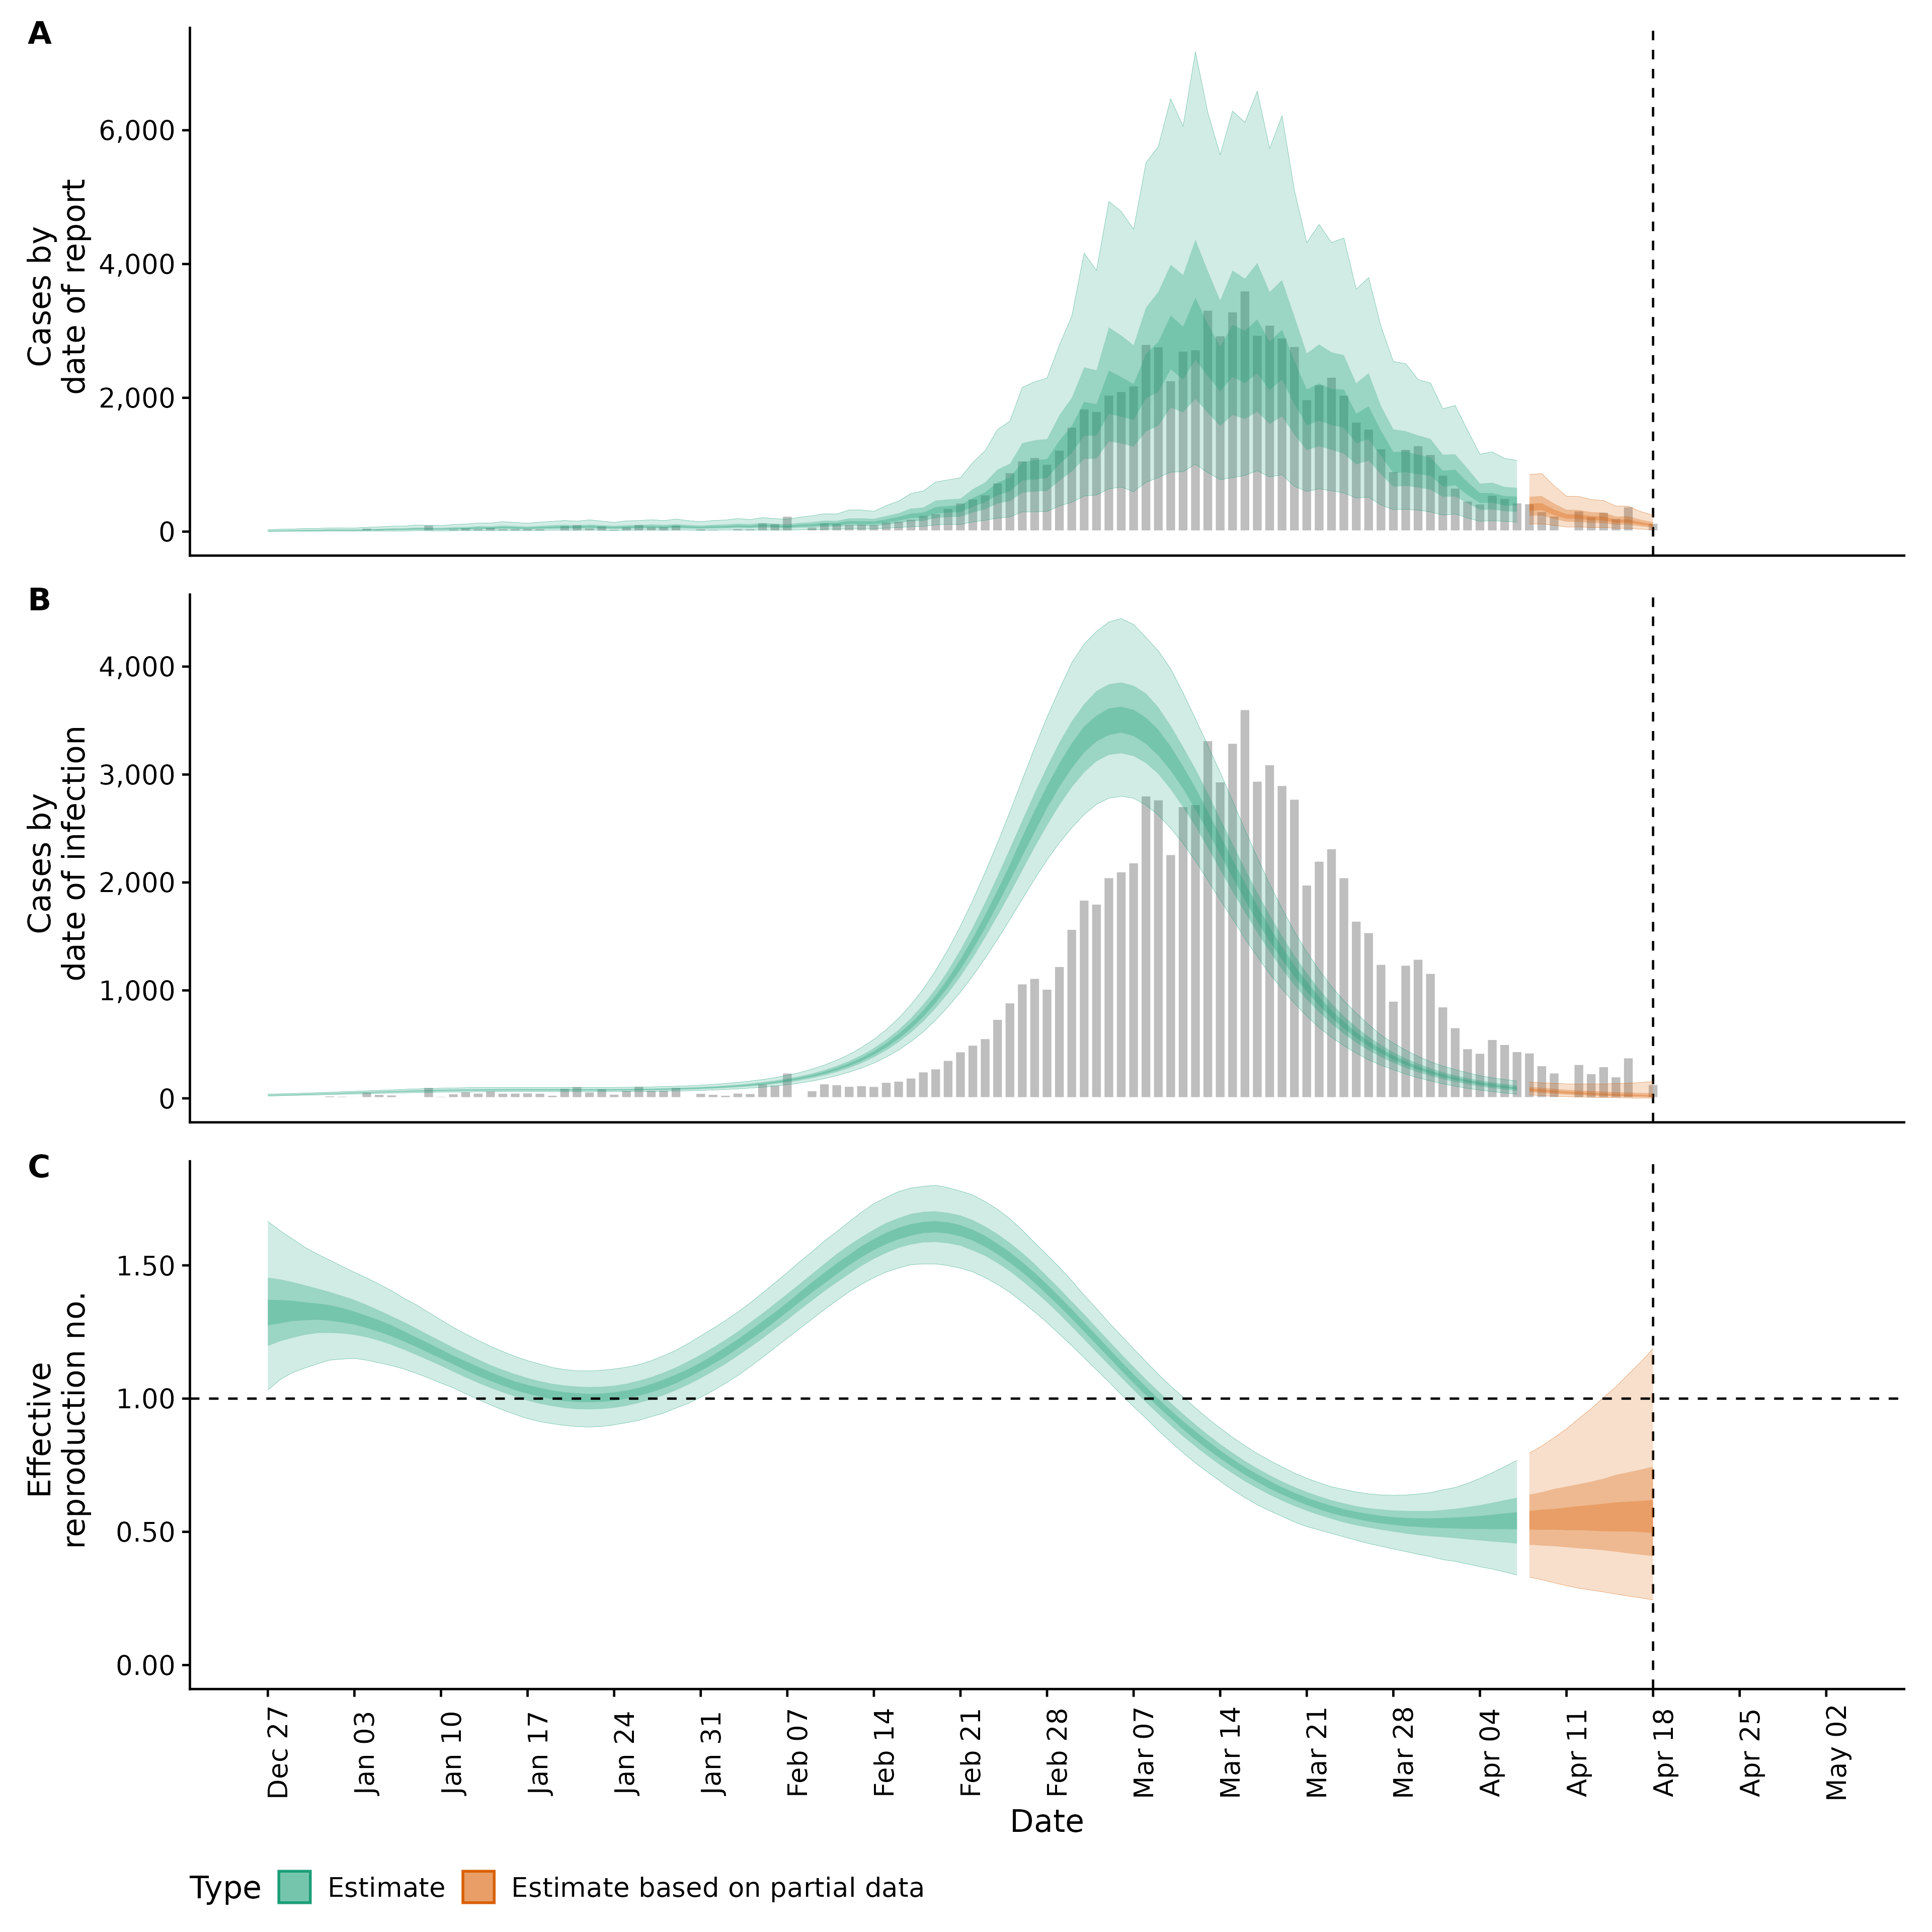 A
Cases by
date of report
6,000
4,000
2,000
0
B
Cases by
date of infection
4,000
3,000
2,000
1,000
0
C
Effective
reproduction no.
1.50
1.00
0.50
0.00
Dec 27
Jan 03
Jan 10
Jan 17
Jan 24
Jan 31
Feb 07
Feb 14
Feb 21
Feb 28
Mar 07
Mar 14
Mar 21
Mar 28
Apr 04
Apr 11
Apr 18
Apr 25
May 02
Date
Type Estimate Estimate based on partial data